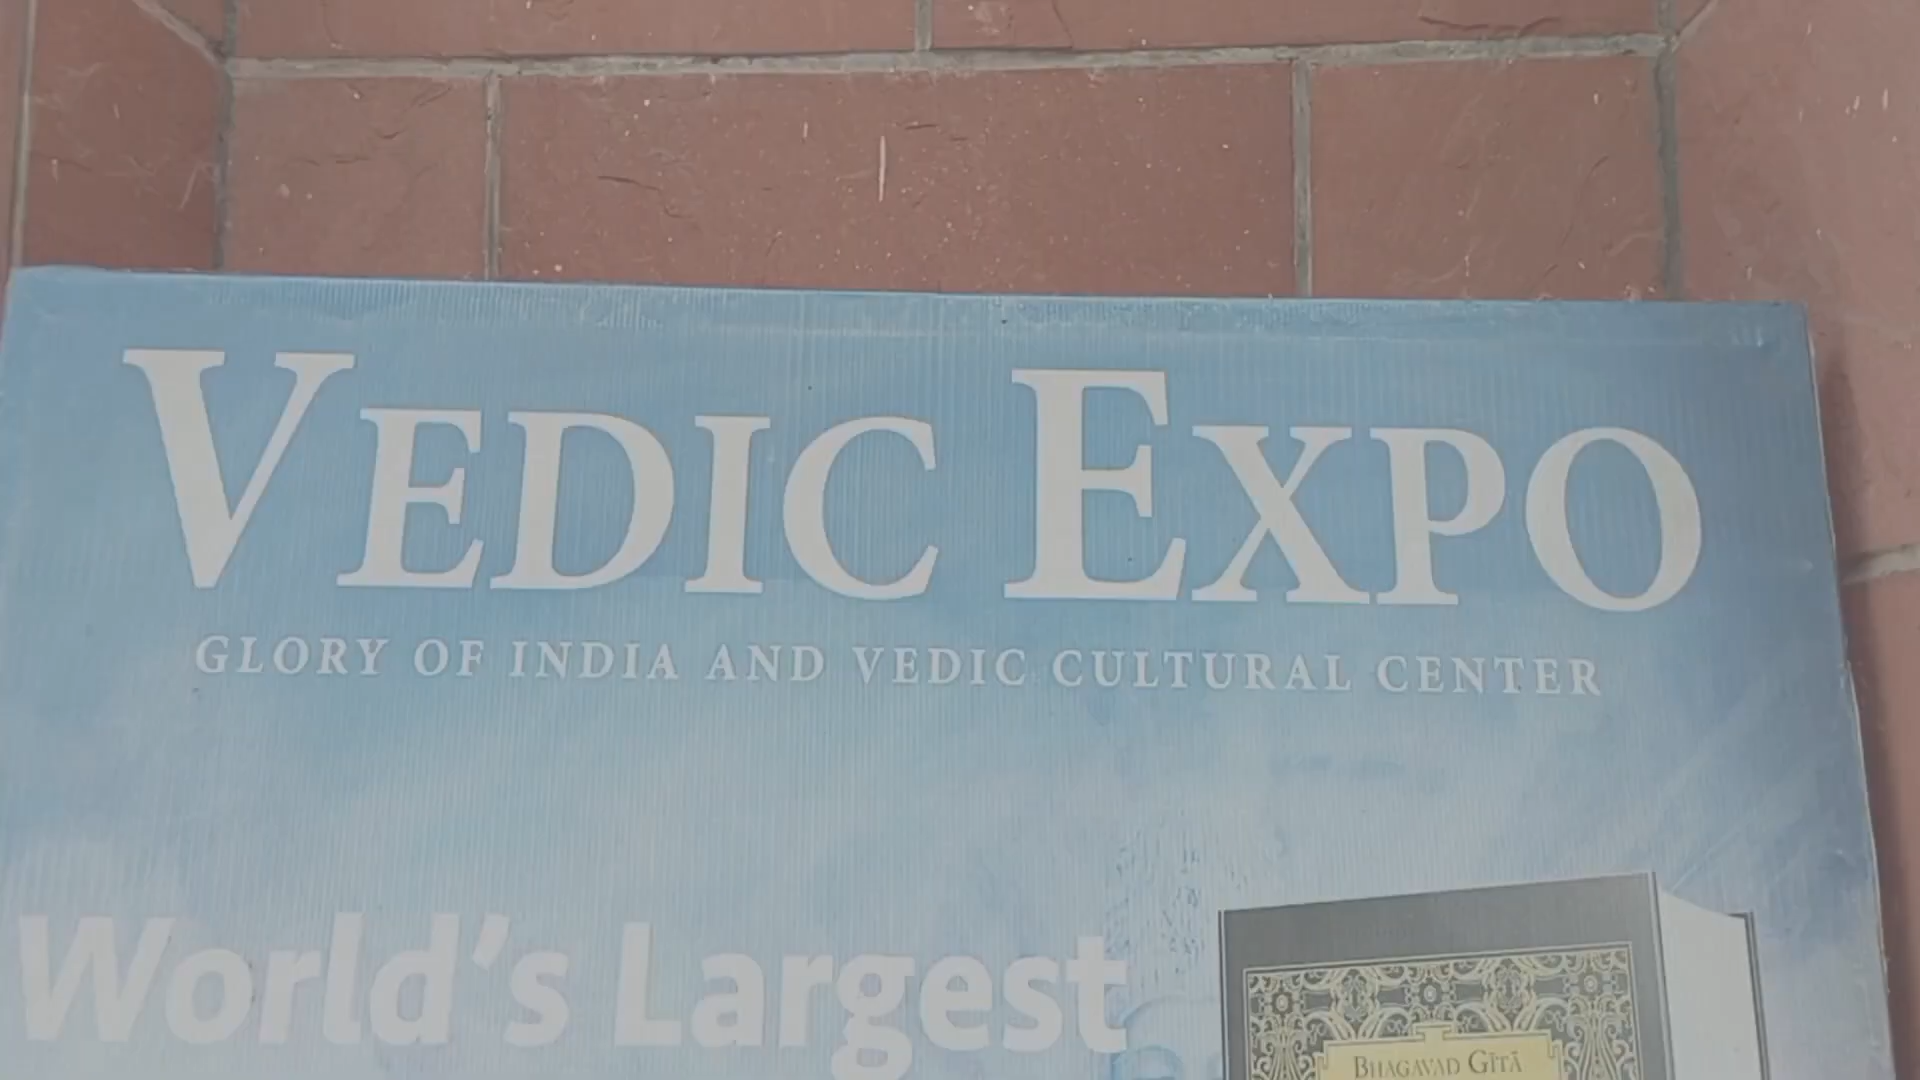 VEDIC EXPO
GLORY OF INDIA AND VEDIC CULTURAL CENTER
World's Largest
BHAGAVAD GĪTĀ